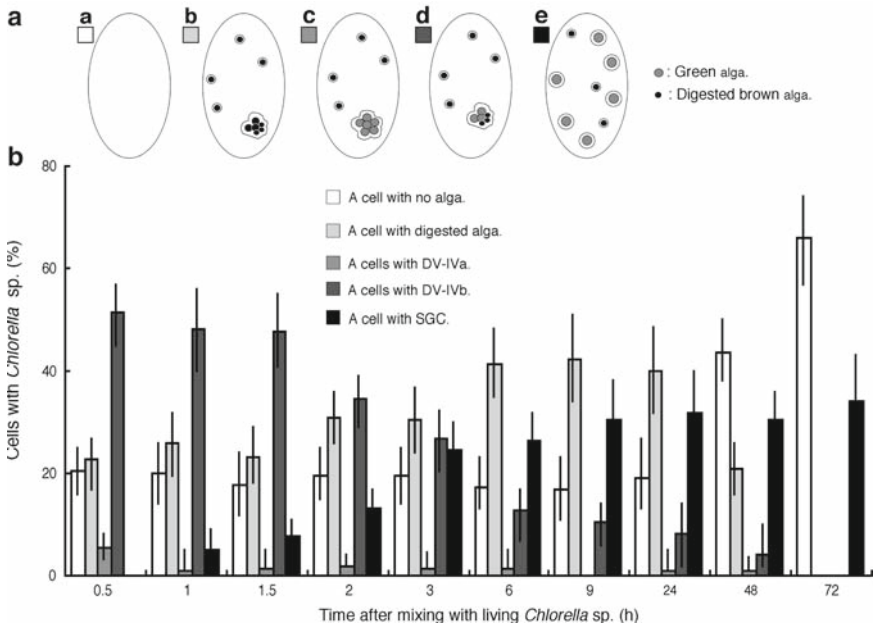 a
a b c d e
: Green alga.
: Digested brown alga.
b
80
60
40
20
0
Cells with Chlorella sp. (%)
A cell with no alga.
A cell with digested alga.
A cells with DV-IVa.
A cells with DV-IVb.
A cell with SGC.
0.5 1 1.5 2 3 6 9 24 48 72
Time after mixing with living Chlorella sp. (h)